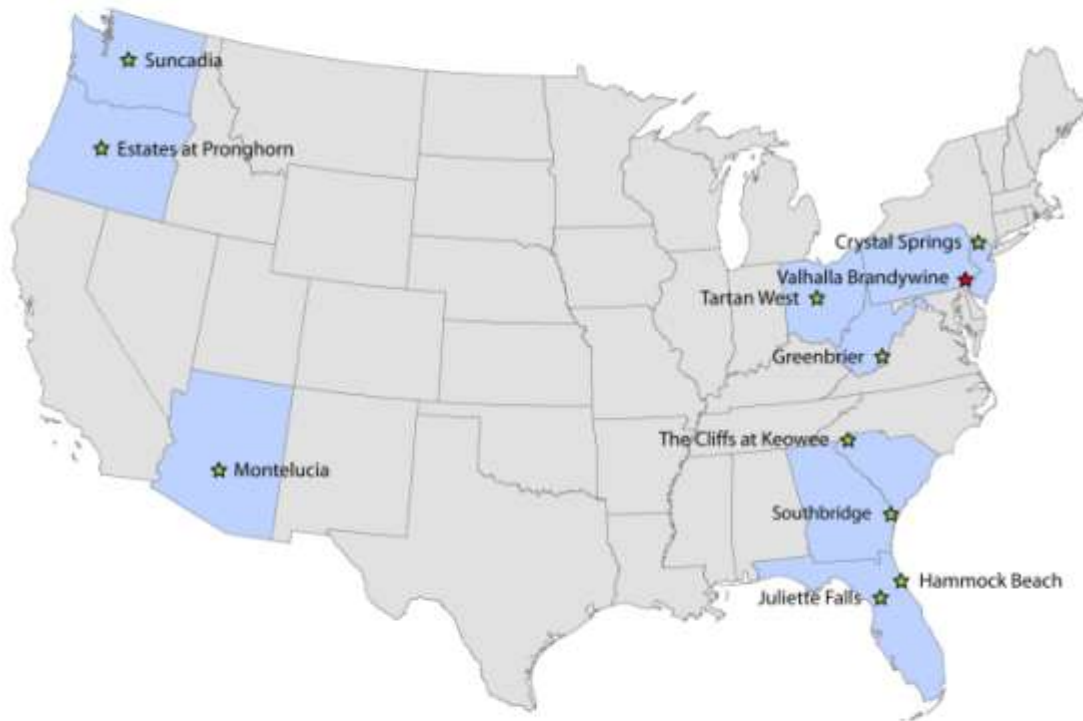 Suncadia
Estates at Pronghorn
Crystal Springs
Valhalla Brandywine
Tartan West
Greenbrier
The Cliffs at Keowee
Montelucia
Southbridge
Hammock Beach
Juliette Falls